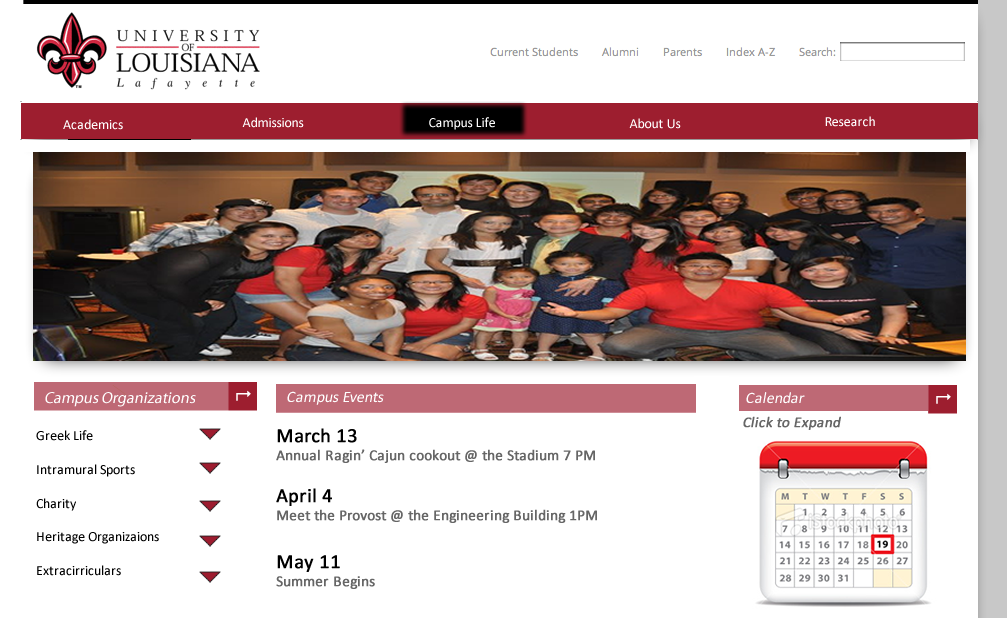 UNIVERSITY
OF
LOUISIANA
Lafayette
™
Current Students Alumni Parents Index A-Z Search:
Academics Admissions Campus Life About Us Research
Campus Organizations
Greek Life
Intramural Sports
Charity
Heritage Organizaions
Extracirriculars
Campus Events
March 13
Annual Ragin’ Cajun cookout @ the Stadium 7 PM
April 4
Meet the Provost @ the Engineering Building 1PM
May 11
Summer Begins
Calendar
Click to Expand
M T W T F S S
1 2 3 4 5 6
7 8 9 10 11 12 13
14 15 16 17 18 19 20
21 22 23 24 25 26 27
28 29 30 31